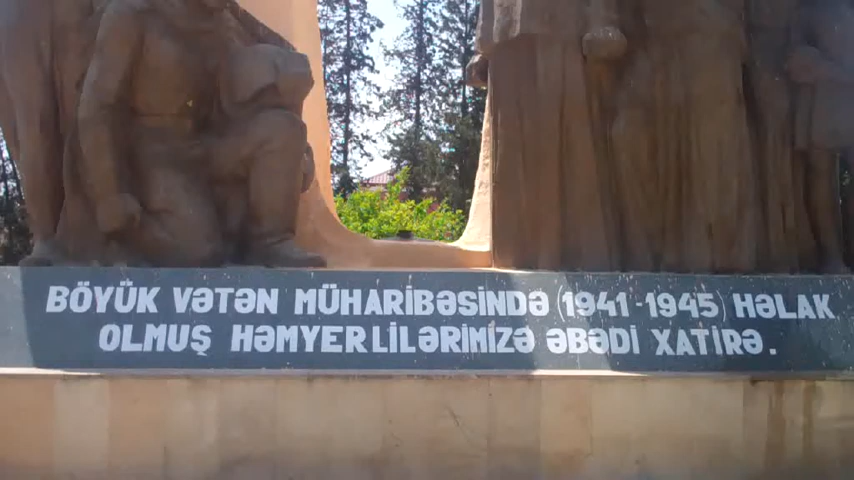 BÖYÜK VƏTƏN MÜHARİBƏSİNDƏ (1941-1945) HƏLAK
OLMUŞ HƏMYERLİLƏRİMİZƏ ƏBƏDİ XATİRƏ.